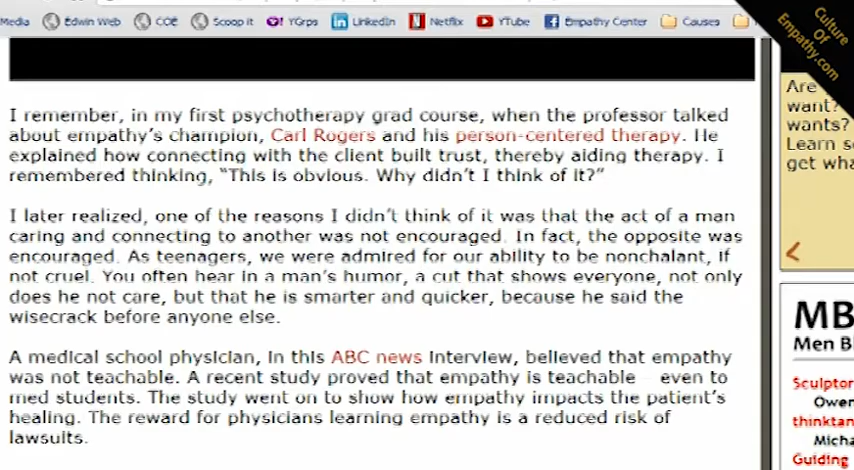 Media Edwin Web COE Scoop it YGrps LinkedIn Netflix YTube Empathy Center Causes
Culture
Of
Empathy.com
I remember, in my first psychotherapy grad course, when the professor talked
about empathy's champion, Carl Rogers and his person-centered therapy. He
explained how connecting with the client built trust, thereby aiding therapy. I
remembered thinking, "This is obvious. Why didn't I think of it?"
I later realized, one of the reasons I didn't think of it was that the act of a man
caring and connecting to another was not encouraged. In fact, the opposite was
encouraged. As teenagers, we were admired for our ability to be nonchalant, if
not cruel. You often hear in a man's humor, a cut that shows everyone, not only
does he not care, but that he is smarter and quicker, because he said the
wisecrack before anyone else.
A medical school physician, in this ABC news interview, believed that empathy
was not teachable. A recent study proved that empathy is teachable even to
med students. The study went on to show how empathy impacts the patient's
healing. The reward for physicians learning empathy is a reduced risk of
lawsuits.
Are
want?
wants?
Learn
get
MB
Men
Sculptor
Owen
thinktan
Micha
Guiding